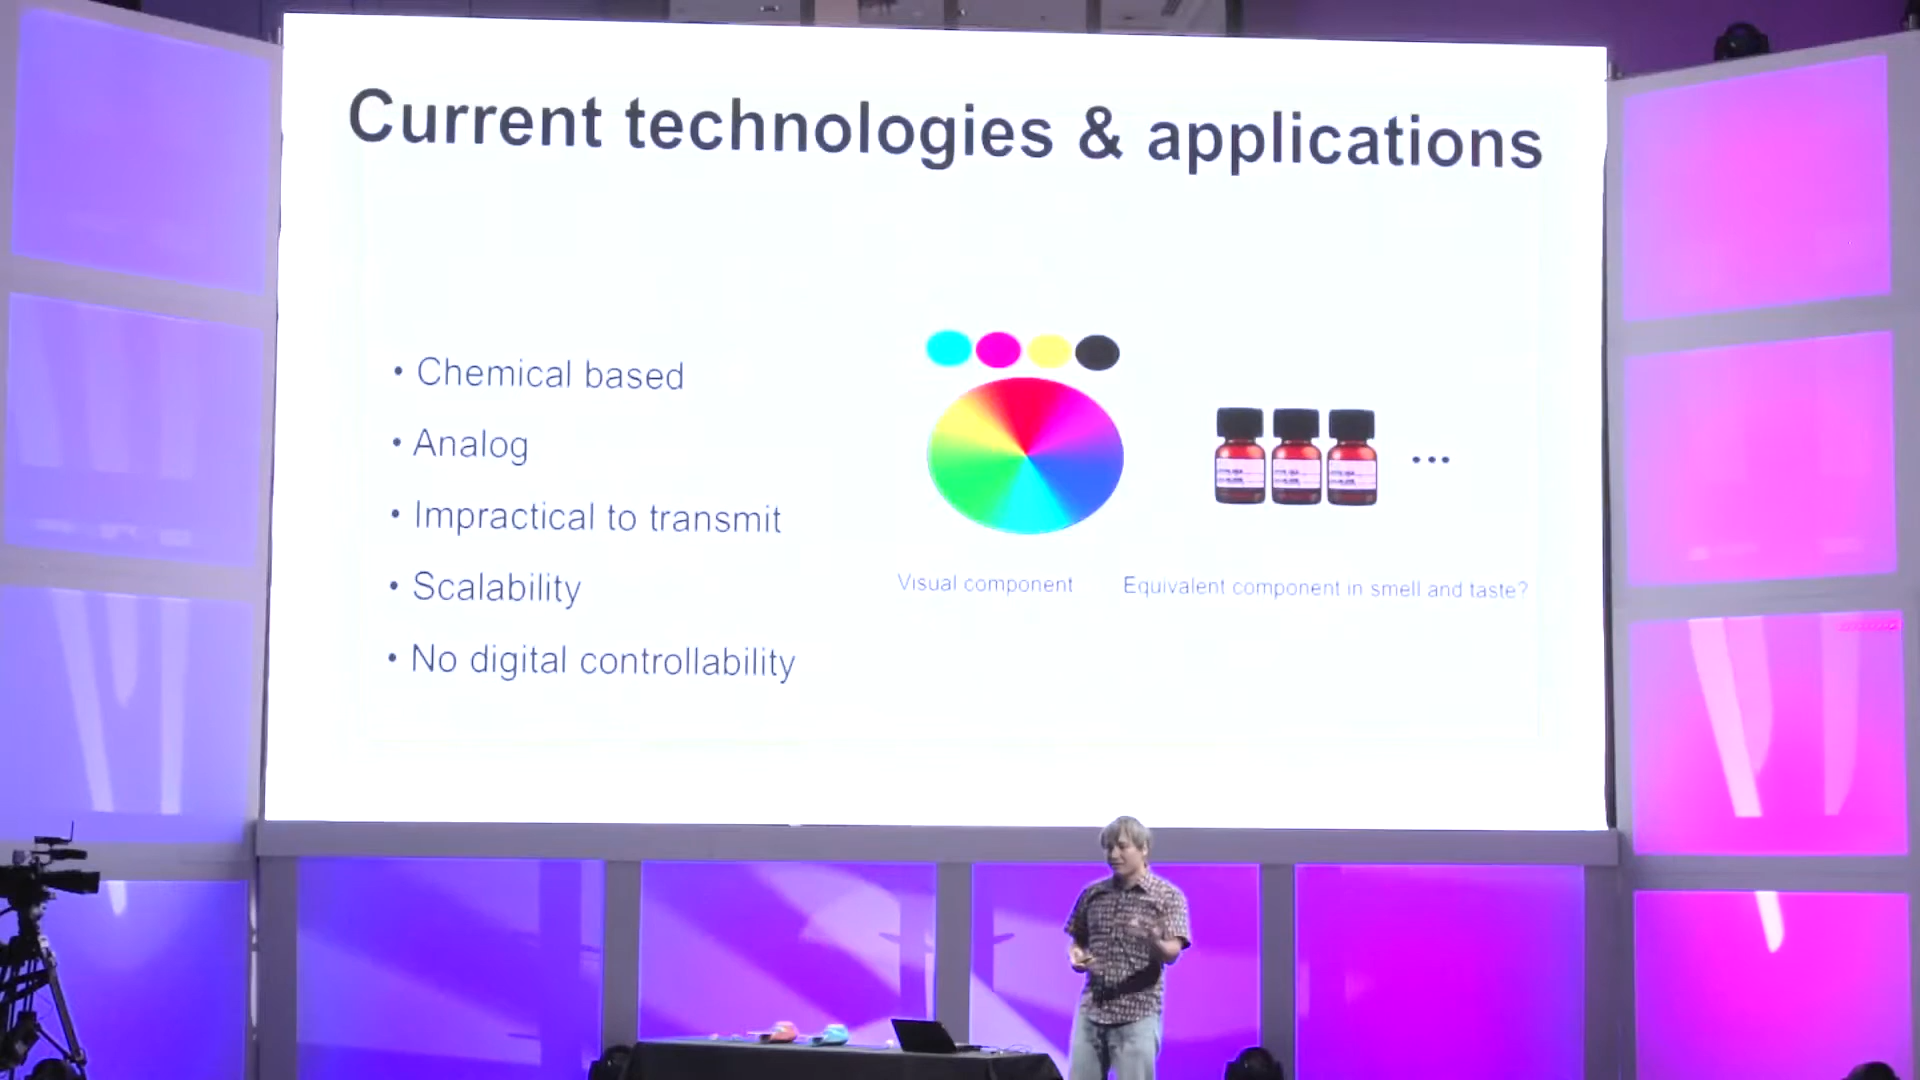 Current technologies & applications
• Chemical based
• Analog
• Impractical to transmit
• Scalability
• No digital controllability
...
Visual component
Equivalent component in smell and taste?